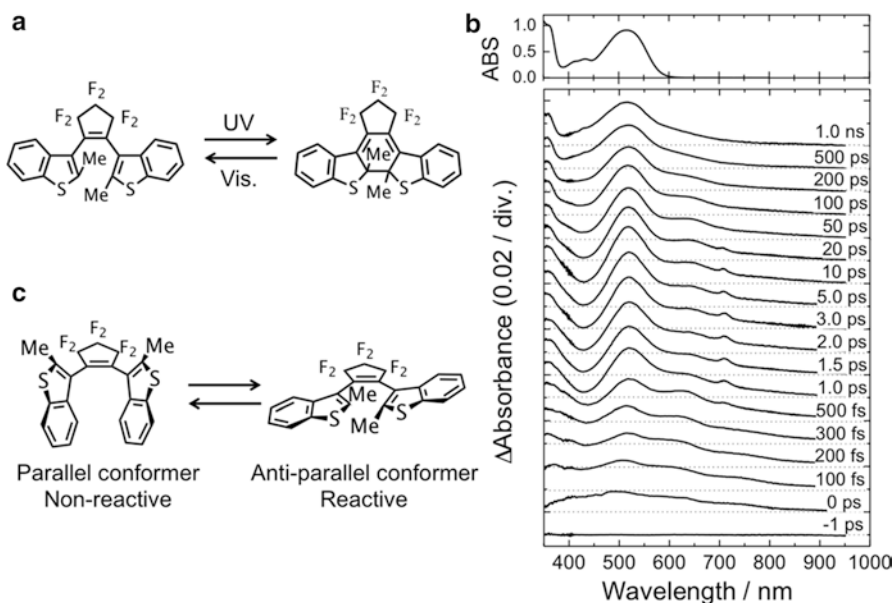 a
F₂
F₂ F₂
Me
S Me S
UV
Vis.
F₂
F₂ F₂
Me
S Me S
c
Me F₂ F₂ F₂ Me
S S
Parallel conformer
Non-reactive
F₂
F₂ F₂
Me
S Me S
Anti-parallel conformer
Reactive
b
ABS
1.0
0.5
0.0
ΔAbsorbance (0.02 / div.)
1.0 ns
500 ps
200 ps
100 ps
50 ps
20 ps
10 ps
5.0 ps
3.0 ps
2.0 ps
1.5 ps
1.0 ps
500 fs
300 fs
200 fs
100 fs
0 ps
-1 ps
400 500 600 700 800 900 1000
Wavelength / nm